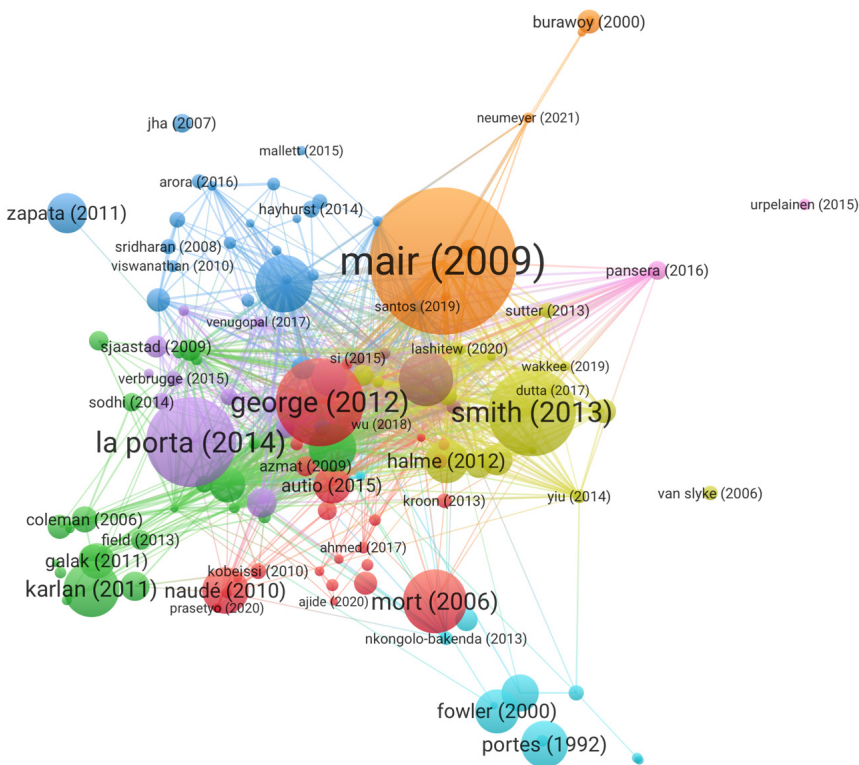 burawoy (2000)
neumeyer (2021)
jha (2007)
mallett (2015)
arora (2016)
urpelainen (2015)
zapata (2011)
hayhurst (2014)
sridharan (2008)
mair (2009)
viswanathan (2010)
pansera (2016)
santos (2019)
sutter (2013)
venugopal (2017)
sjaastad (2009)
lashitew (2020)
si (2015)
wakkee (2019)
verbrugge (2015)
dutta (2017)
sodhi (2014)
george (2012)
smith (2013)
wu (2018)
la porta (2014)
halme (2012)
azmat (2009)
autio (2015)
van slyke (2006)
yiu (2014)
kroon (2013)
coleman (2006)
field (2013)
ahmed (2017)
galak (2011)
kobeissi (2010)
karlan (2011)
naudé (2010)
ajide (2020)
mort (2006)
prasetyo (2020)
nkongolo-bakenda (2013)
fowler (2000)
portes (1992)